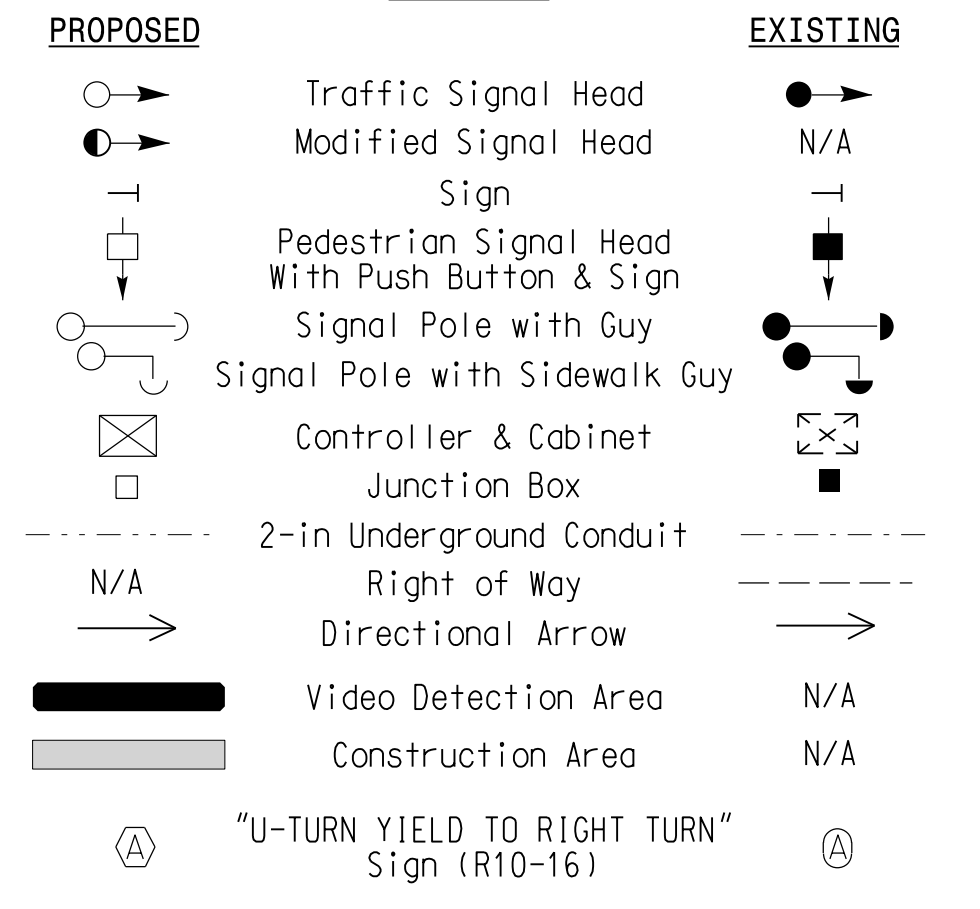 PROPOSED EXISTING
Traffic Signal Head
Modified Signal Head N/A
Sign
Pedestrian Signal Head
With Push Button & Sign
Signal Pole with Guy
Signal Pole with Sidewalk Guy
Controller & Cabinet
Junction Box
2-in Underground Conduit
N/A Right of Way
Directional Arrow
Video Detection Area N/A
Construction Area N/A
"U-TURN YIELD TO RIGHT TURN"
A Sign (R10-16) A